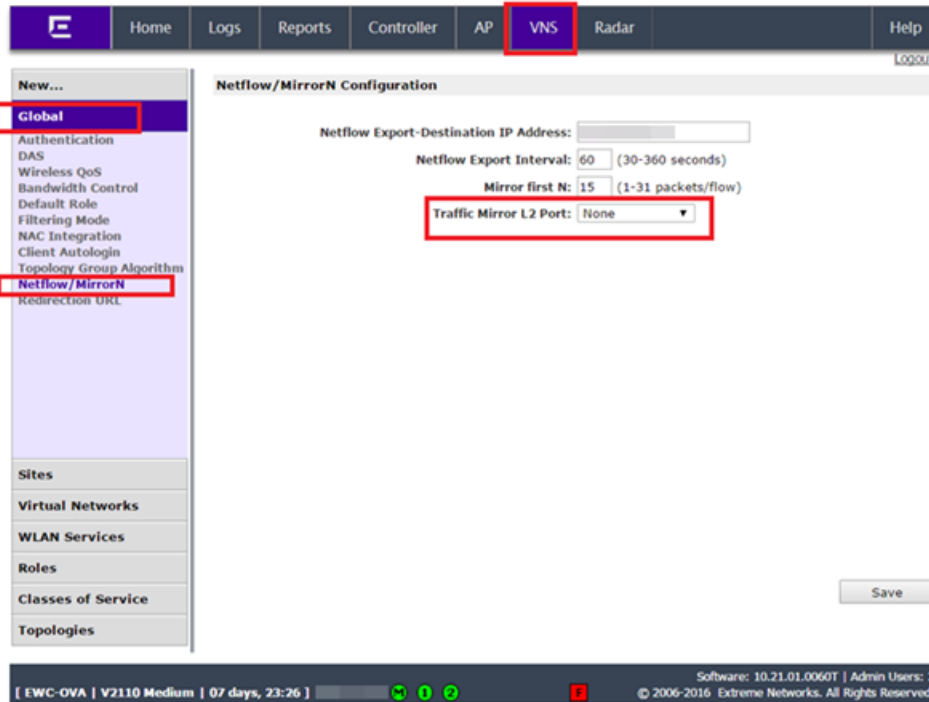 E Home Logs Reports Controller AP VNS Radar Help
Logou
New...
Global
Authentication
DAS
Wireless QoS
Bandwidth Control
Default Role
Filtering Mode
NAC Integration
Client Autologin
Topology Group Algorithm
Netflow/MirrorN
Redirection URL
Sites
Virtual Networks
WLAN Services
Roles
Classes of Service
Topologies
Netflow/MirrorN Configuration
Netflow Export-Destination IP Address:
Netflow Export Interval: 60 (30-360 seconds)
Mirror first N: 15 (1-31 packets/flow)
Traffic Mirror L2 Port: None
Save
[ EWC-OVA | V2110 Medium | 07 days, 23:26 ] M 1 2 F
Software: 10.21.01.0060T | Admin Users:
© 2006-2016 Extreme Networks. All Rights Reserved